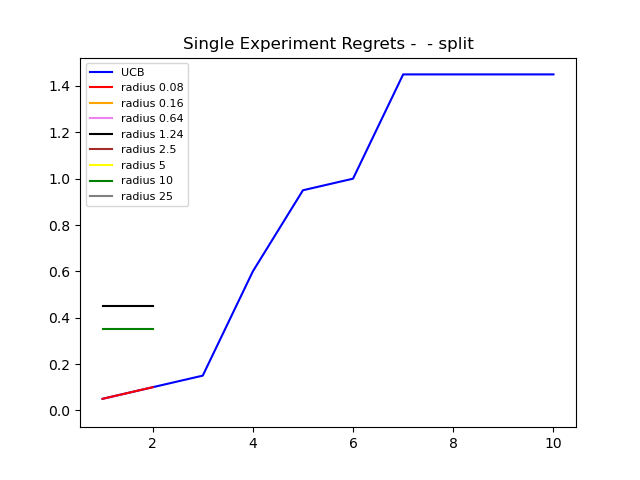 Single Experiment Regrets -  - split
UCB
radius 0.08
radius 0.16
radius 0.64
radius 1.24
radius 2.5
radius 5
radius 10
radius 25
1.4
1.2
1.0
0.8
0.6
0.4
0.2
0.0
2 4 6 8 10